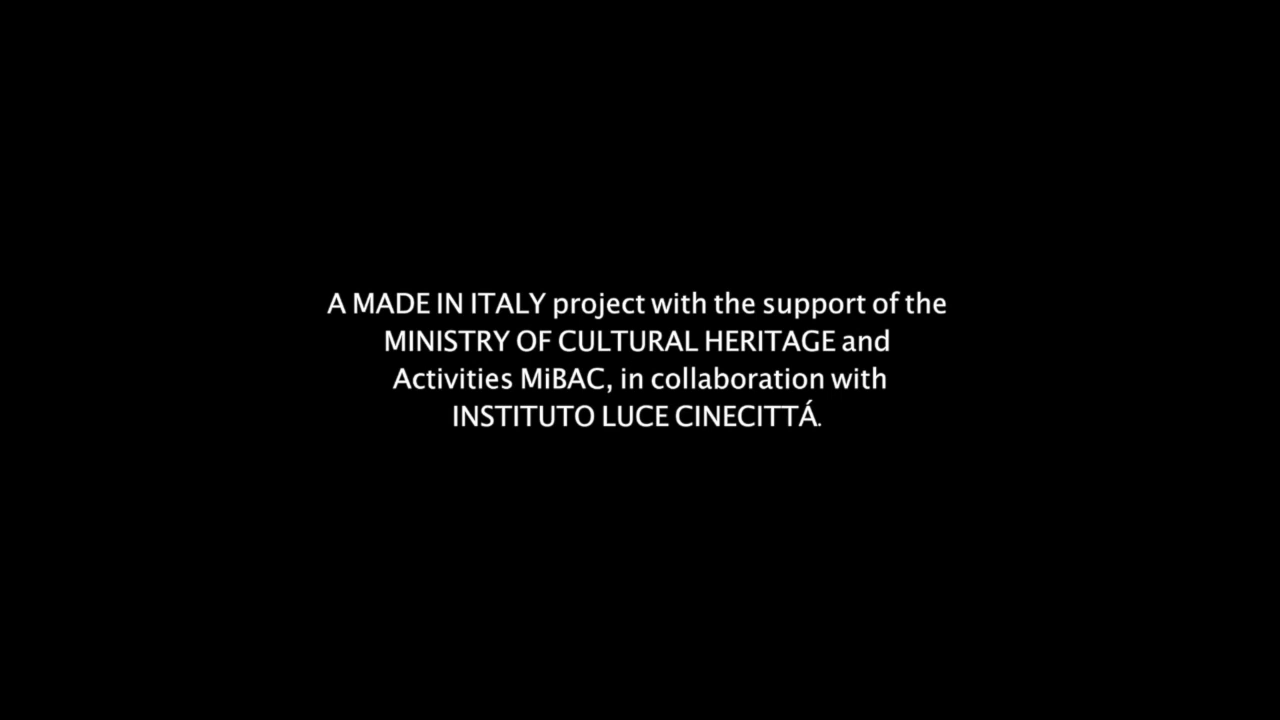 A MADE IN ITALY project with the support of the
MINISTRY OF CULTURAL HERITAGE and
Activities MiBAC, in collaboration with
INSTITUTO LUCE CINECITTÁ.